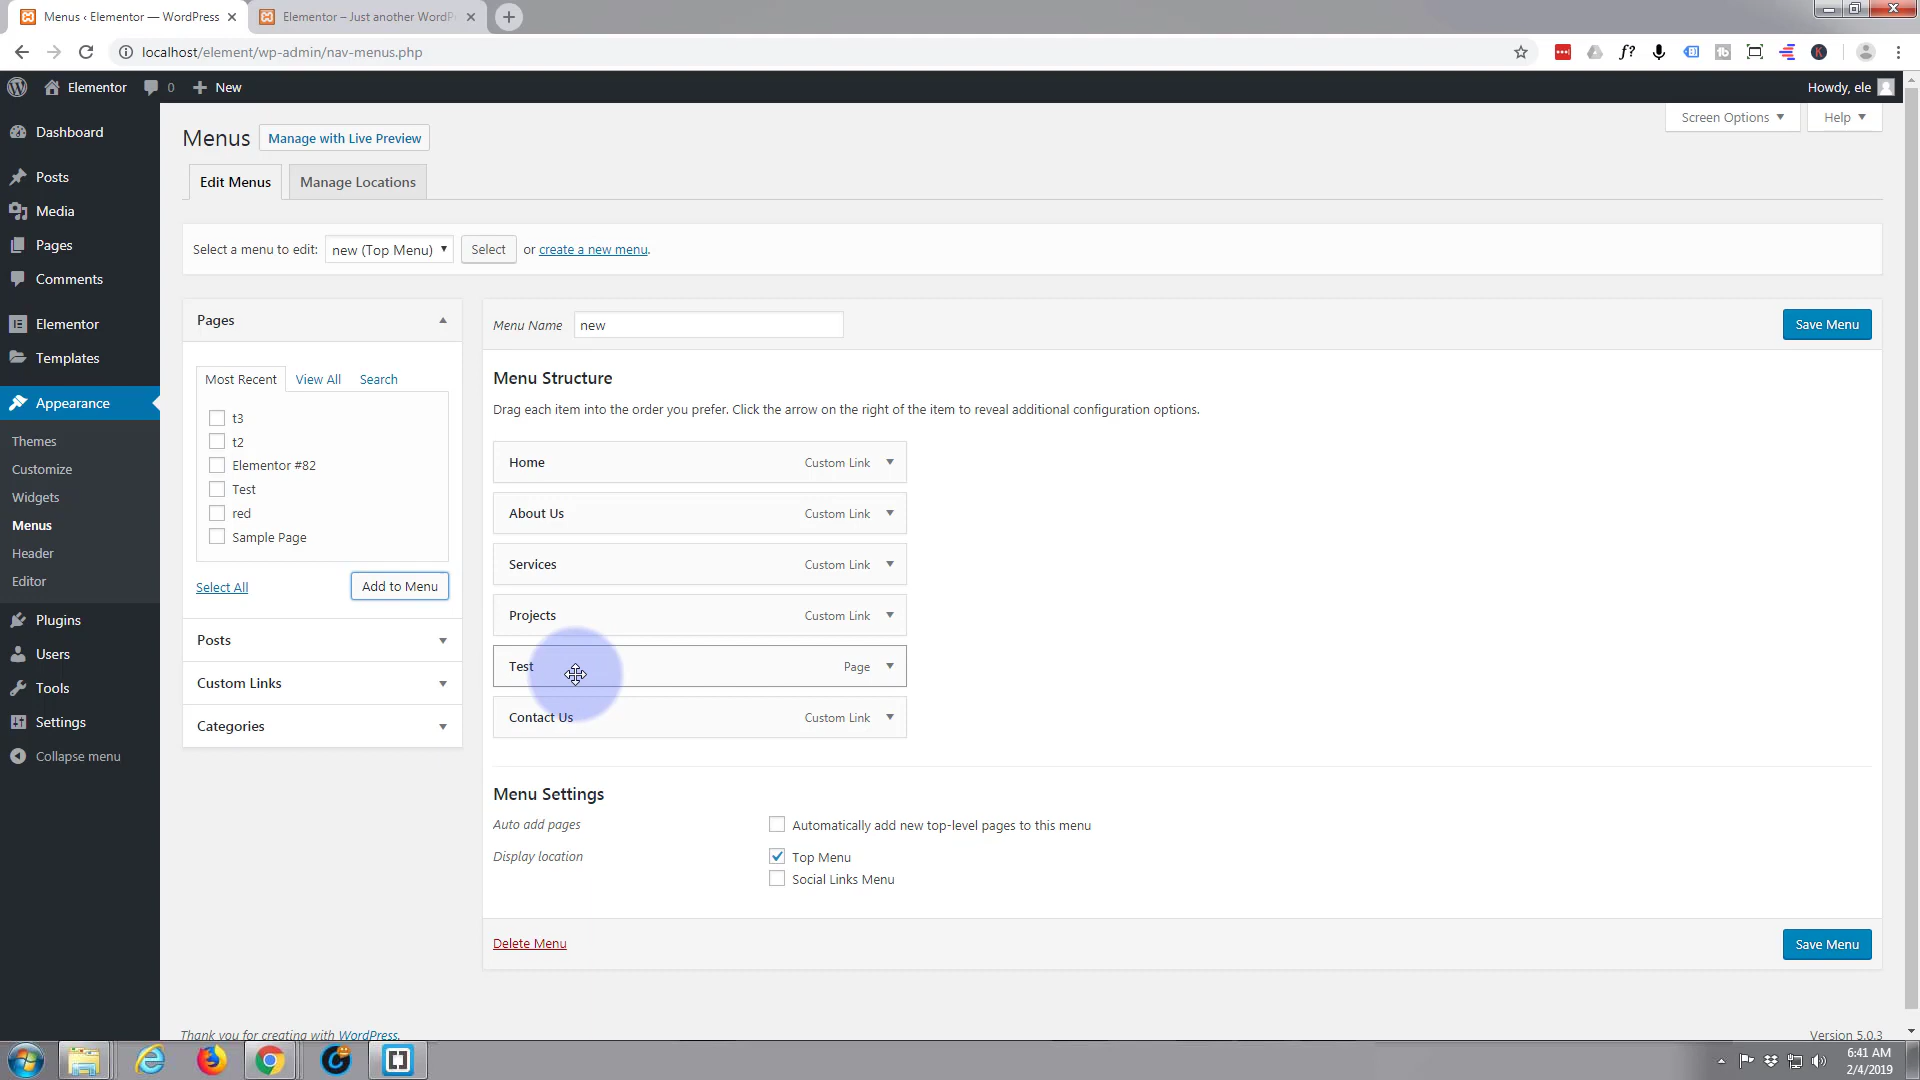 Menus ‹ Elementor — WordPress
Elementor – Just another WordP
localhost/element/wp-admin/nav-menus.php
Elementor 0 New
Howdy, ele
Screen Options
Help
Dashboard
Posts
Media
Pages
Comments
Elementor
Templates
Appearance
Themes
Customize
Widgets
Menus
Header
Editor
Plugins
Users
Tools
Settings
Collapse menu
Menus
Manage with Live Preview
Edit Menus
Manage Locations
Select a menu to edit: new (Top Menu) Select or create a new menu.
Pages
Most Recent View All Search
t3
t2
Elementor #82
Test
red
Sample Page
Select All
Add to Menu
Posts
Custom Links
Categories
Menu Name new
Save Menu
Menu Structure
Drag each item into the order you prefer. Click the arrow on the right of the item to reveal additional configuration options.
Home Custom Link
About Us Custom Link
Services Custom Link
Projects Custom Link
Test Page
Contact Us Custom Link
Menu Settings
Auto add pages
Automatically add new top-level pages to this menu
Display location
Top Menu
Social Links Menu
Delete Menu
Save Menu
Thank you for creating with WordPress.
Version 5.0.3
6:41 AM
2/4/2019